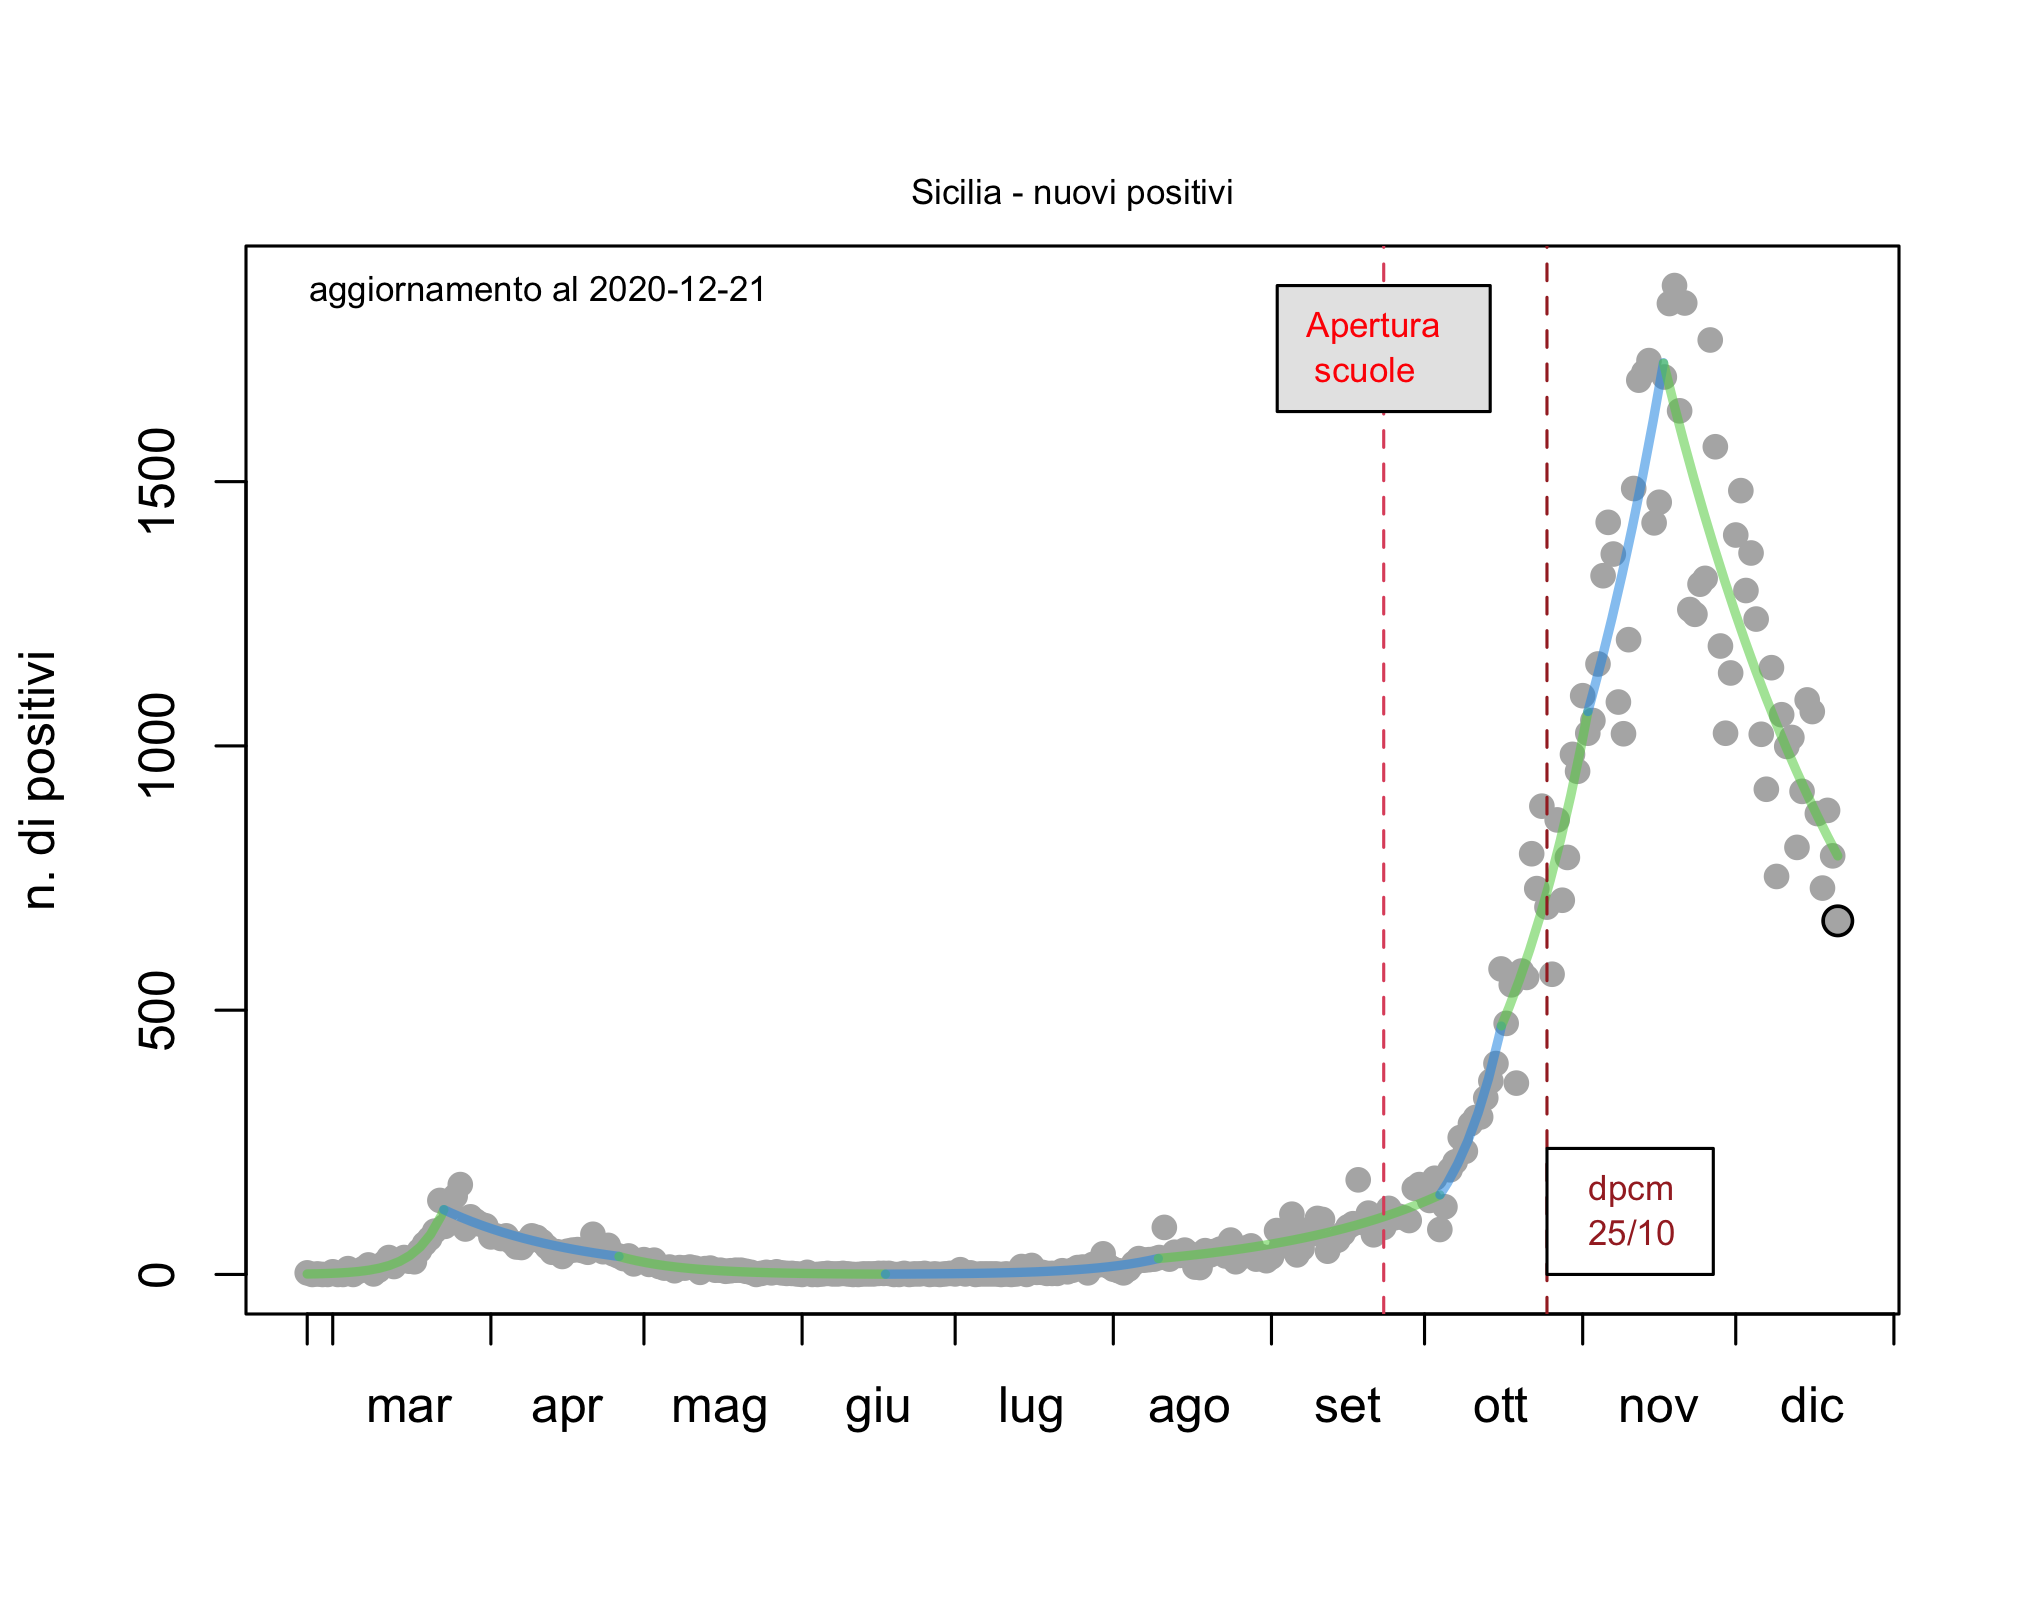 Sicilia - nuovi positivi
aggiornamento al 2020-12-21
Apertura
scuole
n. di positivi
1500
1000
500
0
dpcm
25/10
mar apr mag giu lug ago set ott nov dic